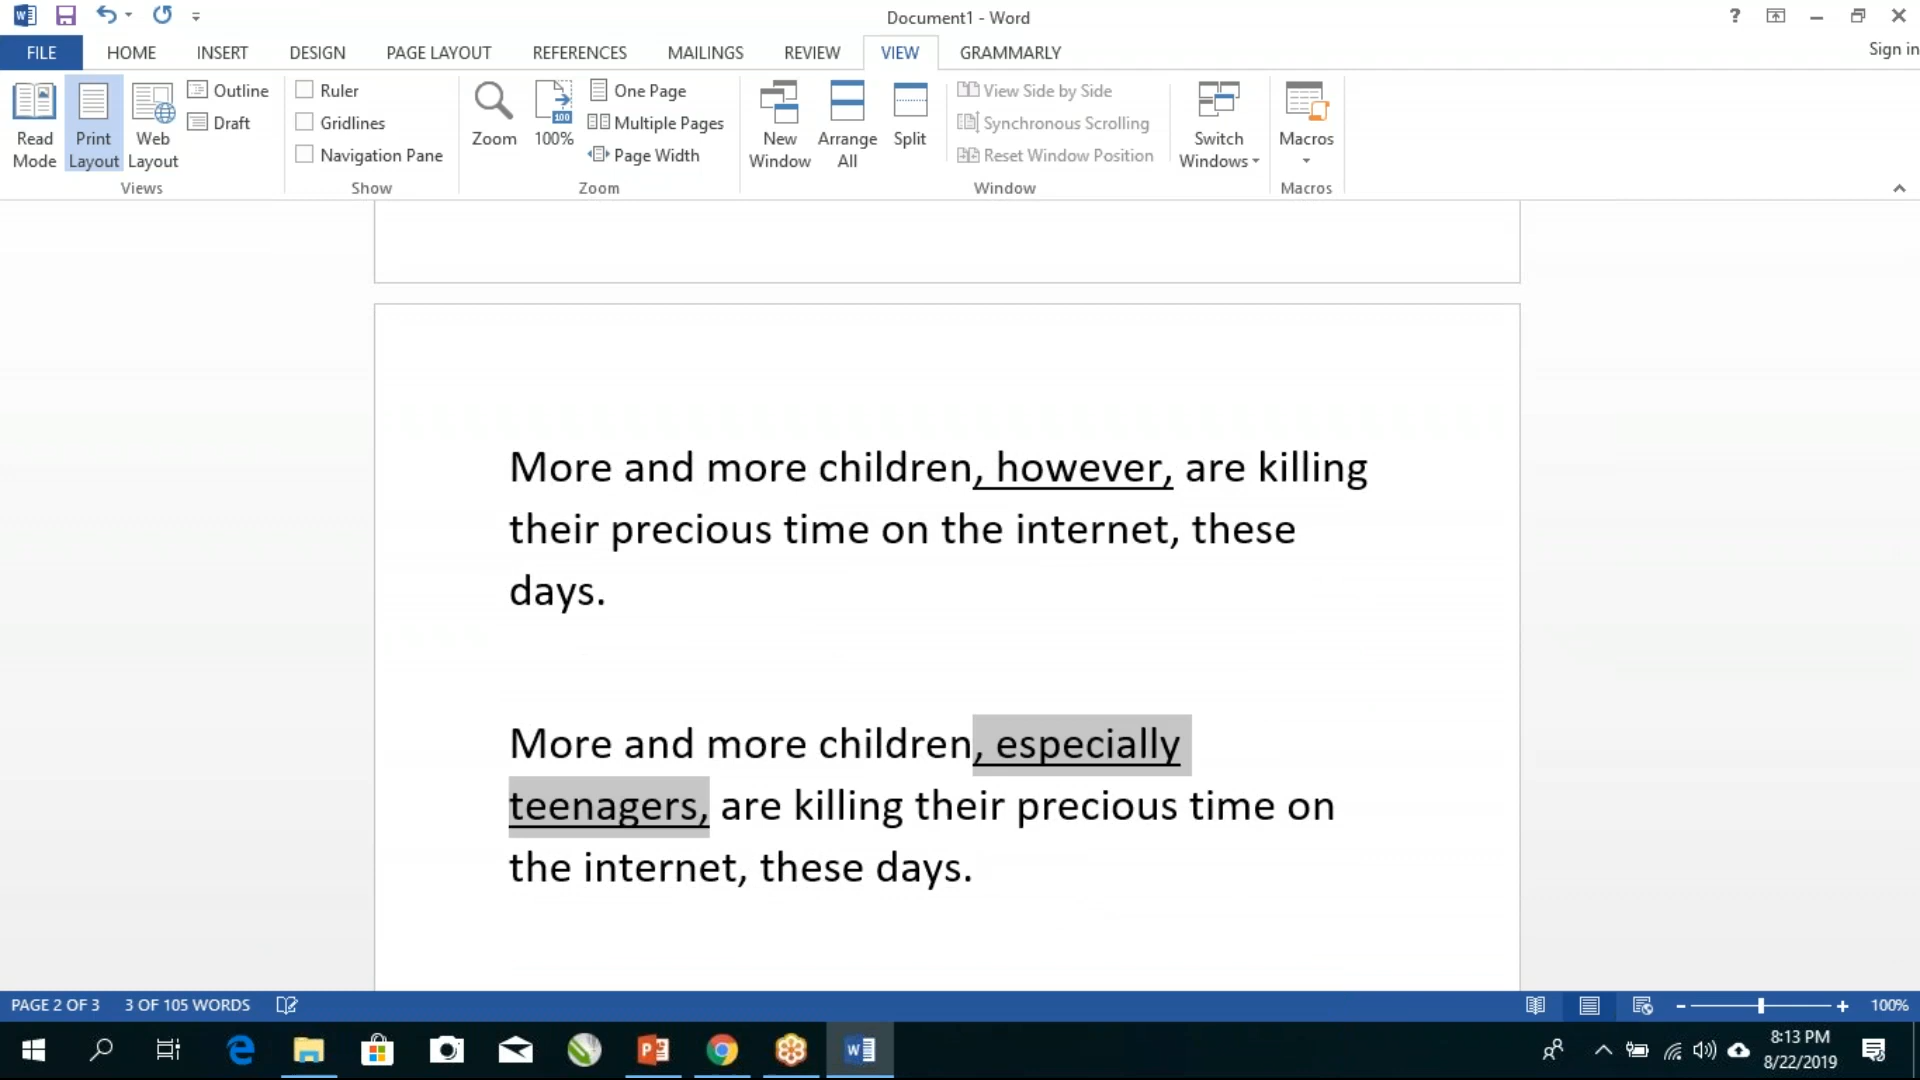 Document1 - Word
Sign in
FILE HOME INSERT DESIGN PAGE LAYOUT REFERENCES MAILINGS REVIEW VIEW GRAMMARLY
Read Mode
Print Layout
Web Layout
Outline
Draft
Views
Ruler
Gridlines
Navigation Pane
Show
Zoom
100%
One Page
Multiple Pages
Page Width
Zoom
New Window
Arrange All
Split
View Side by Side
Synchronous Scrolling
Reset Window Position
Window
Switch Windows
Macros
Macros
More and more children, however, are killing
their precious time on the internet, these
days.
More and more children, especially
teenagers, are killing their precious time on
the internet, these days.
PAGE 2 OF 3 3 OF 105 WORDS
100%
8:13 PM
8/22/2019